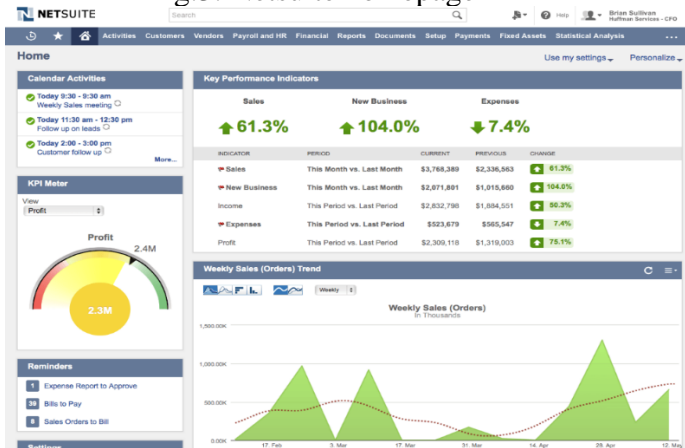 NETSUITE
Search
Help
Brian Sullivan
Huffman Services - CFO
Activities Customers Vendors Payroll and HR Financial Reports Documents Setup Payments Fixed Assets Statistical Analysis ...
Home
Use my settings
Personalize
Calendar Activities
Today 9:30 - 9:30 am
Weekly Sales meeting
Today 11:30 am - 12:30 pm
Follow up on leads
Today 2:00 - 3:00 pm
Customer follow up
More...
KPI Meter
View
Profit
Profit
2.4M
2.3M
Reminders
1 Expense Report to Approve
39 Bills to Pay
8 Sales Orders to Bill
Settings
Key Performance Indicators
Sales New Business Expenses
61.3% 104.0% 7.4%
INDICATOR PERIOD CURRENT PREVIOUS CHANGE
Sales This Month vs. Last Month $3,768,389 $2,336,563 61.3%
New Business This Month vs. Last Month $2,071,891 $1,015,660 104.0%
Income This Period vs. Last Period $2,832,798 $1,884,551 50.3%
Expenses This Period vs. Last Period $523,679 $565,547 7.4%
Profit This Period vs. Last Period $2,309,118 $1,319,003 75.1%
Weekly Sales (Orders) Trend
Weekly
Weekly Sales (Orders)
In Thousands
1,500.00K
1,000.00K
500.00K
0.00K
17. Feb 3. Mar 17. Mar 31. Mar 14. Apr 28. Apr 12. May